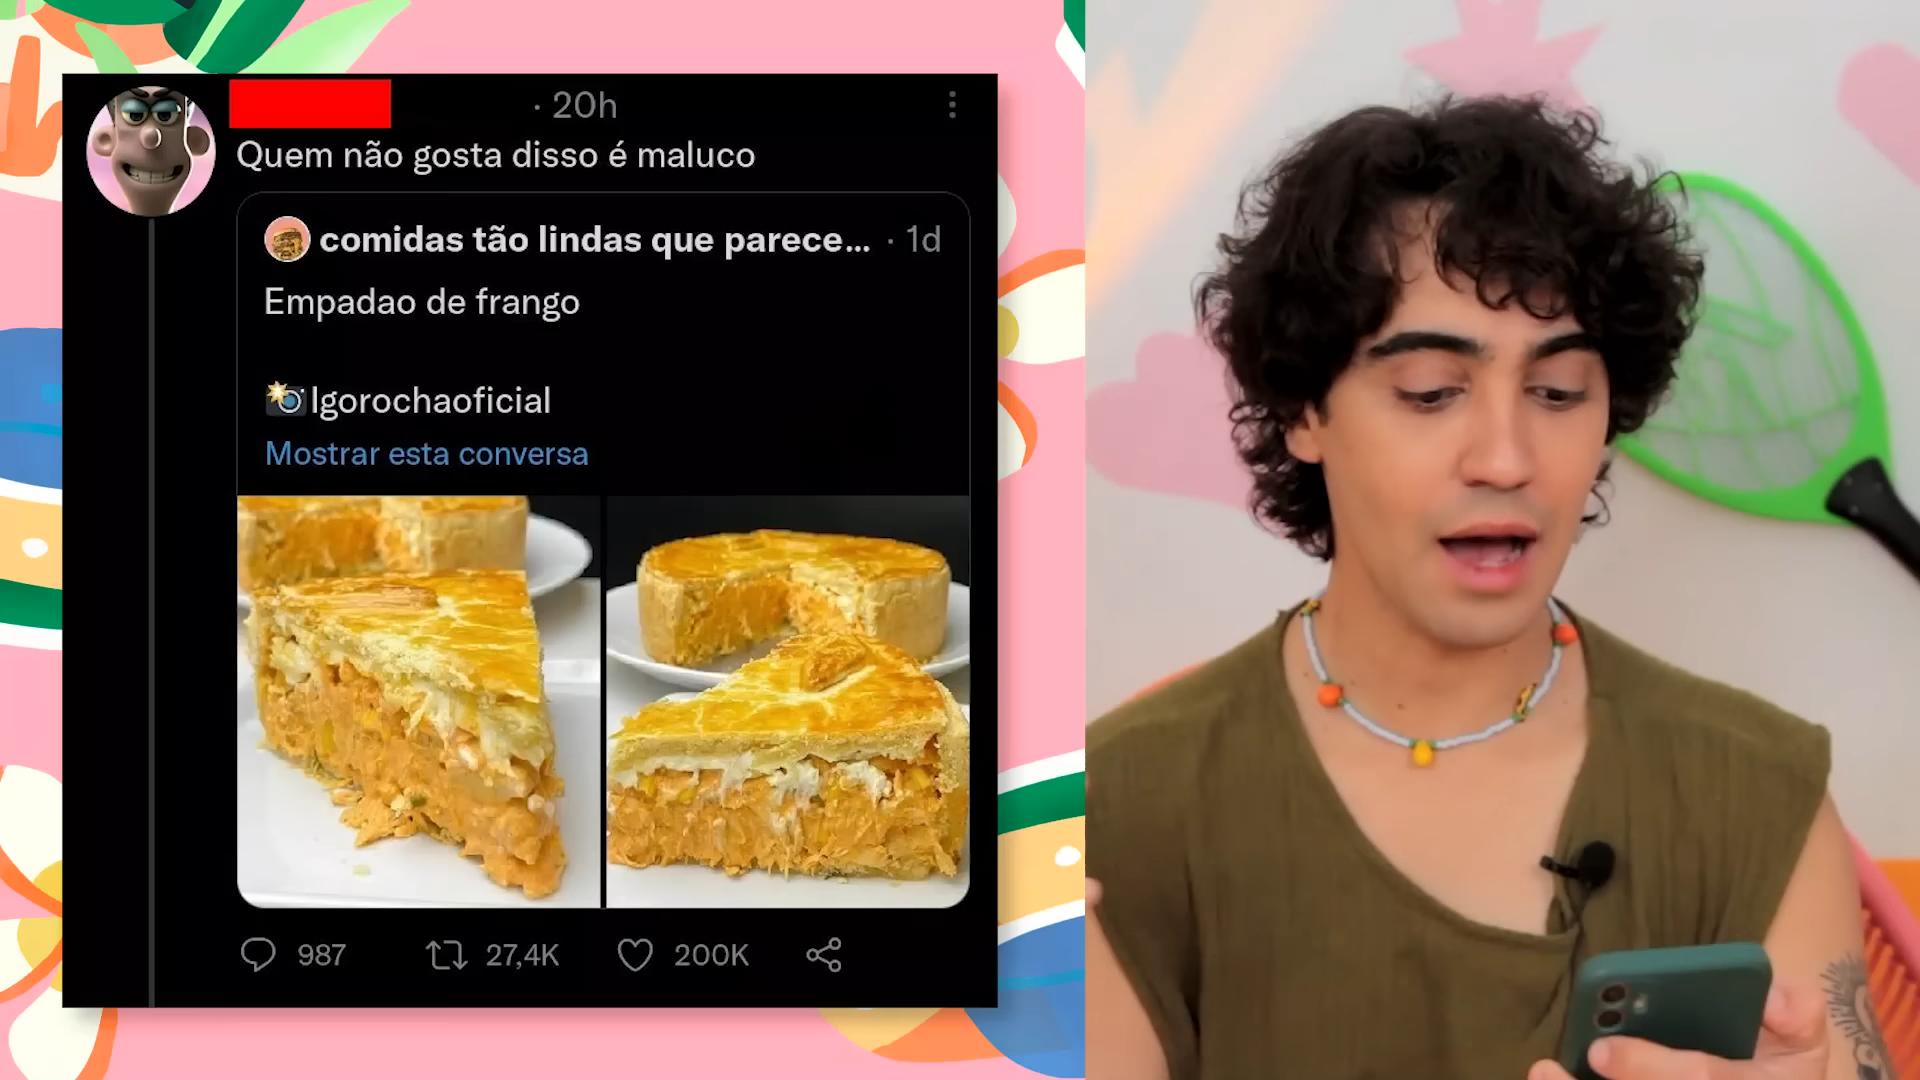 · 20h
Quem não gosta disso é maluco
comidas tão lindas que parece... · 1d
Empadao de frango
Igorochaoficial
Mostrar esta conversa
987 27,4K 200K